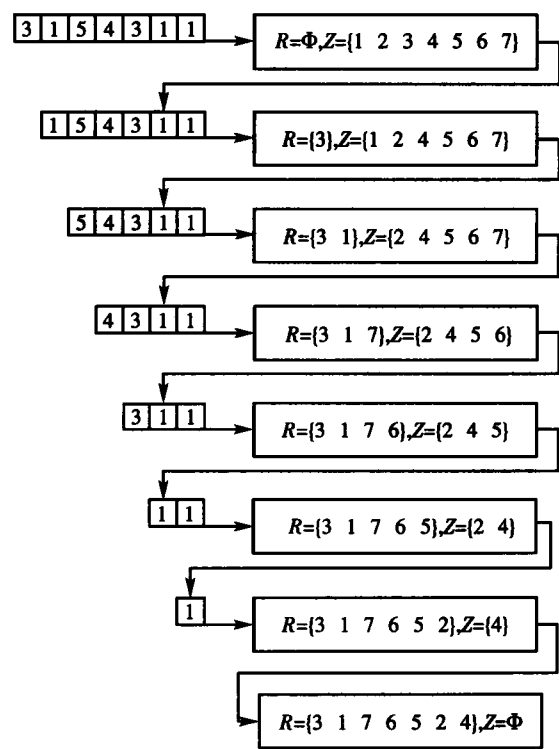 3 1 5 4 3 1 1
R=Φ,Z={1 2 3 4 5 6 7}
1 5 4 3 1 1
R={3},Z={1 2 4 5 6 7}
5 4 3 1 1
R={3 1},Z={2 4 5 6 7}
4 3 1 1
R={3 1 7},Z={2 4 5 6}
3 1 1
R={3 1 7 6},Z={2 4 5}
1 1
R={3 1 7 6 5},Z={2 4}
1
R={3 1 7 6 5 2},Z={4}
R={3 1 7 6 5 2 4},Z=Φ